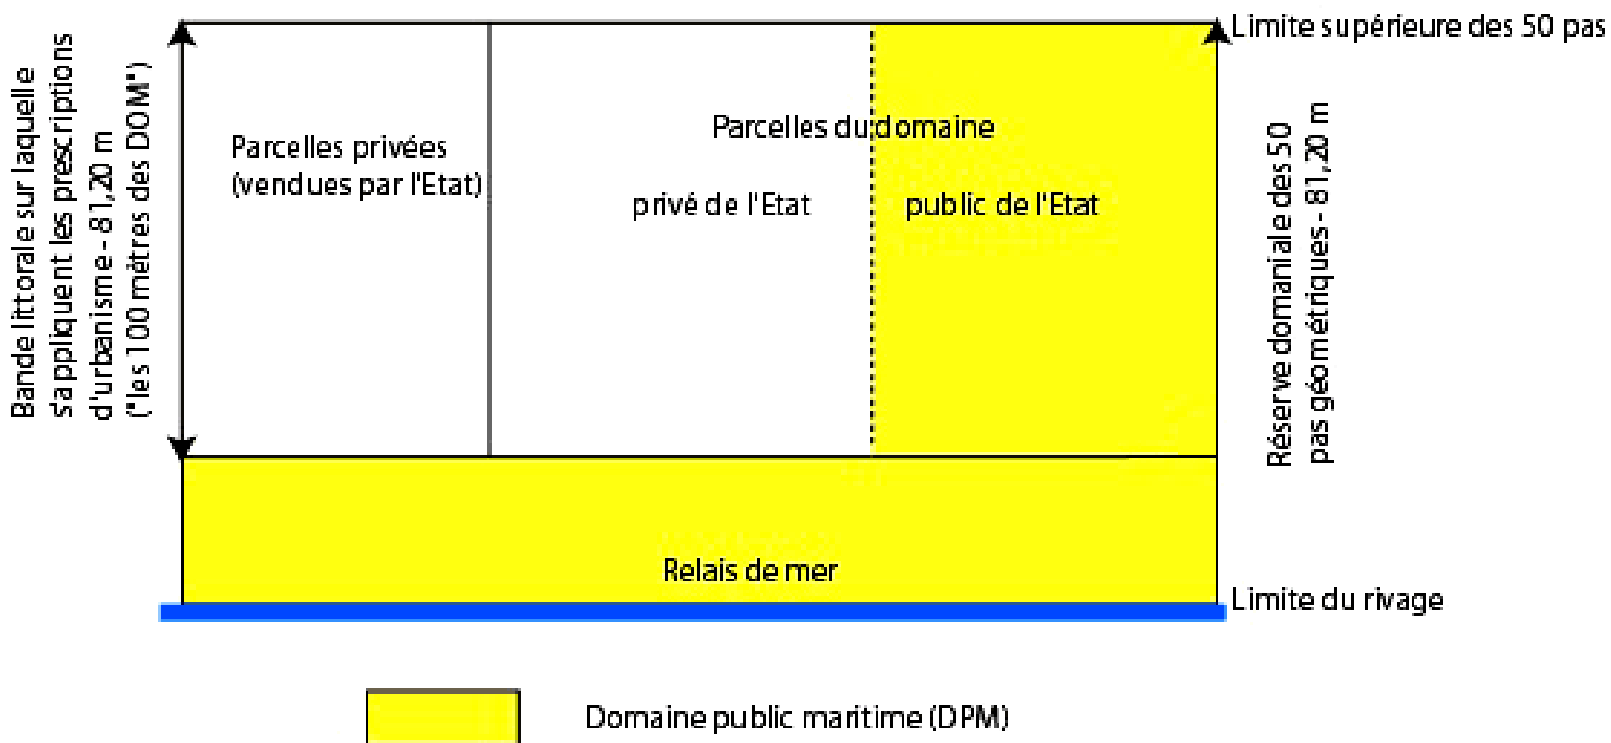 Limite supérieure des 50 pas
Bande littorale sur laquelle
s'appliquent les prescriptions
d'urbanisme - 81,20 m
("les 100 mètres des DOM")
Parcelles privées
(vendues par l'Etat)
Parcelles du domaine
privé de l'Etat
public de l'Etat
Réserve domaniale des 50
pas géométriques - 81,20 m
Relais de mer
Limite du rivage
Domaine public maritime (DPM)